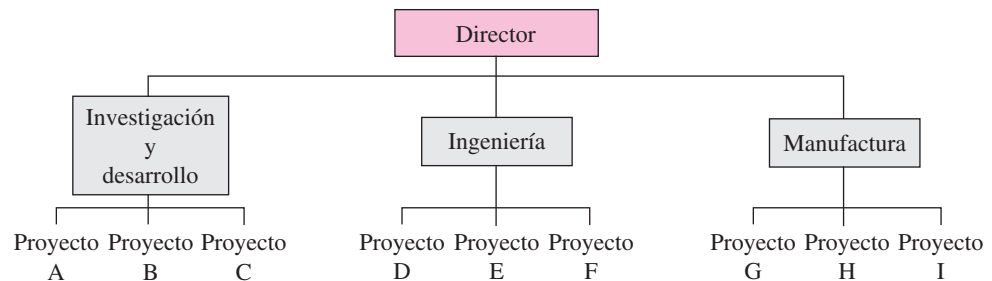 Director
Investigación
y
desarrollo
Ingeniería
Manufactura
Proyecto Proyecto Proyecto
A B C
Proyecto Proyecto Proyecto
D E F
Proyecto Proyecto Proyecto
G H I